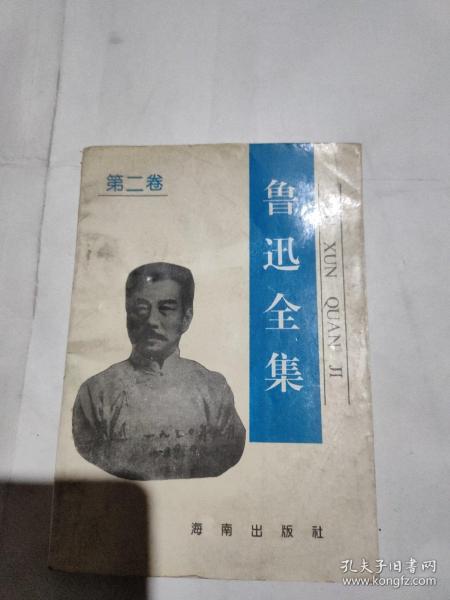 第二卷
鲁迅全集
XUN QUAN JI
海南出版社
孔夫子旧书网
www.kongfz.com